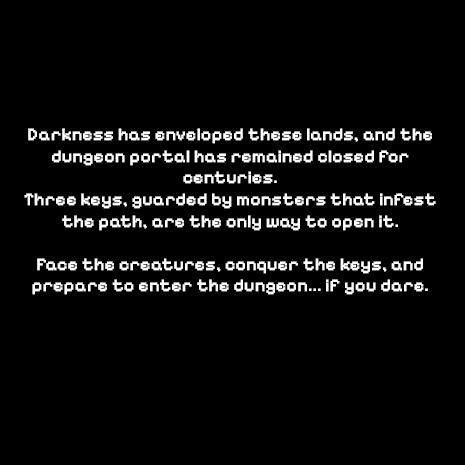 Darkness has enveloped these lands, and the
dungeon portal has remained closed for
centuries.
Three keys, guarded by monsters that infest
the path, are the only way to open it.
Face the creatures, conquer the keys, and
prepare to enter the dungeon... if you dare.